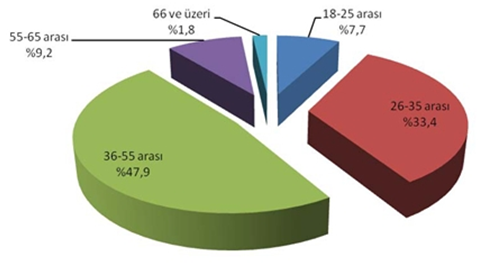 66 ve üzeri
%1,8
18-25 arası
%7,7
55-65 arası
%9,2
26-35 arası
%33,4
36-55 arası
%47,9